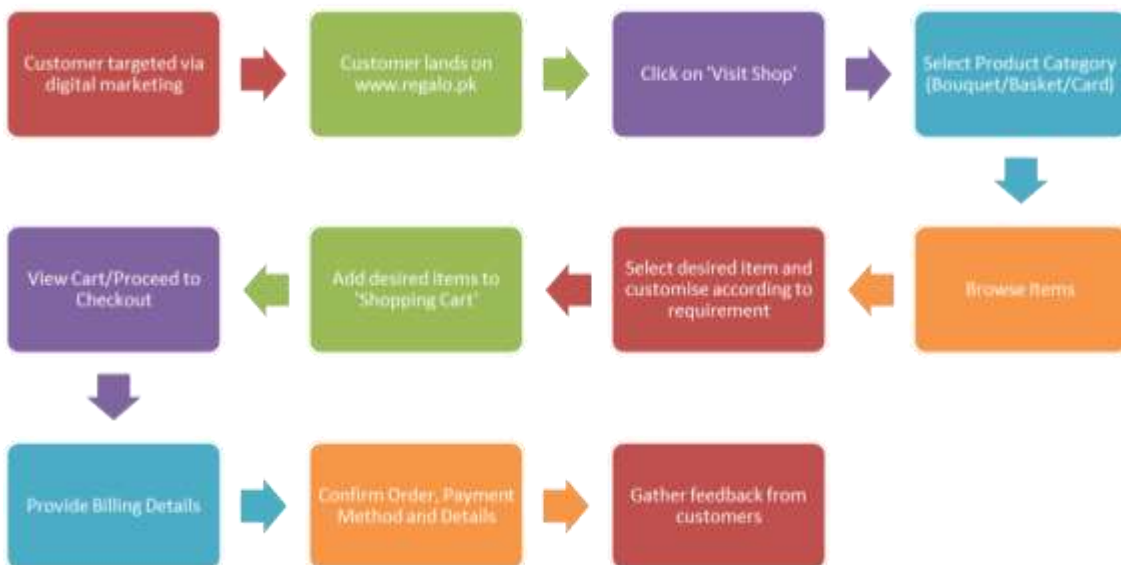 Customer targeted via
digital marketing
Customer lands on
www.regalo.pk
Click on 'Visit Shop'
Select Product Category
(Bouquet/Basket/Card)
Browse Items
Select desired item and
customise according to
requirement
Add desired items to
'Shopping Cart'
View Cart/Proceed to
Checkout
Provide Billing Details
Confirm Order, Payment
Method and Details
Gather feedback from
customers